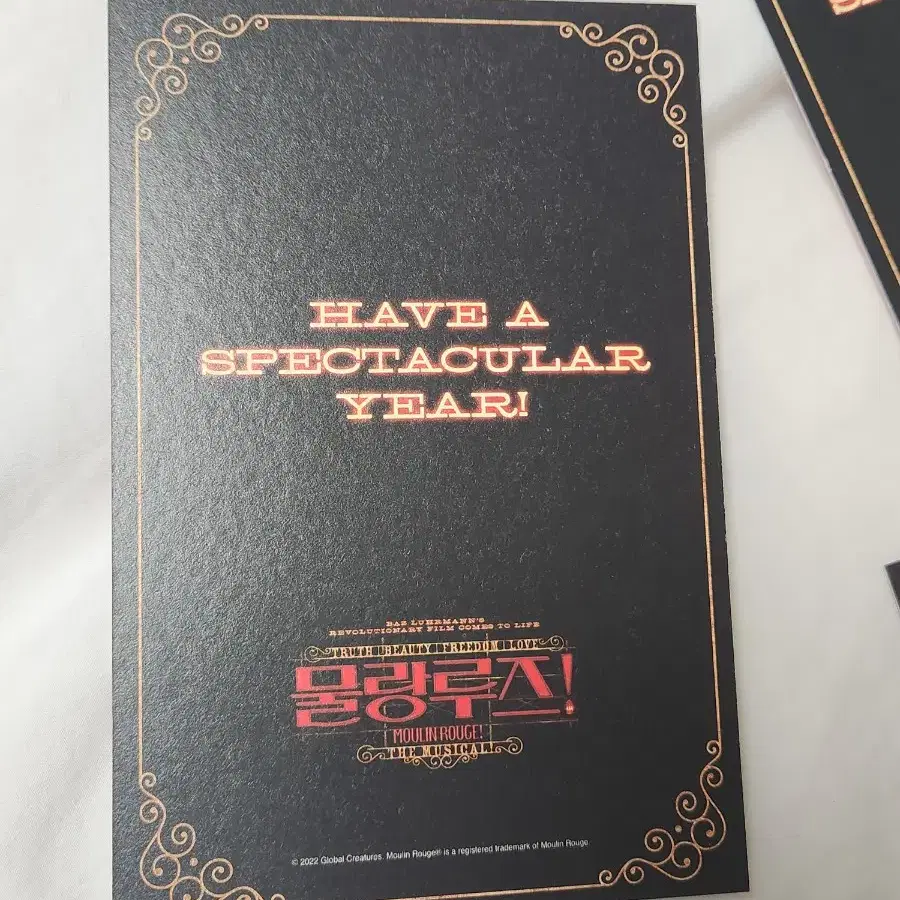 HAVE A
SPECTACULAR
YEAR!
BAZ LUHRMANN'S
REVOLUTIONARY FILM COMES TO LIFE
TRUTH BEAUTY FREEDOM LOVE
물랑루즈!
MOULIN ROUGE!
THE MUSICAL!
© 2022 Global Creatures. Moulin Rouge® is a registered trademark of Moulin Rouge.